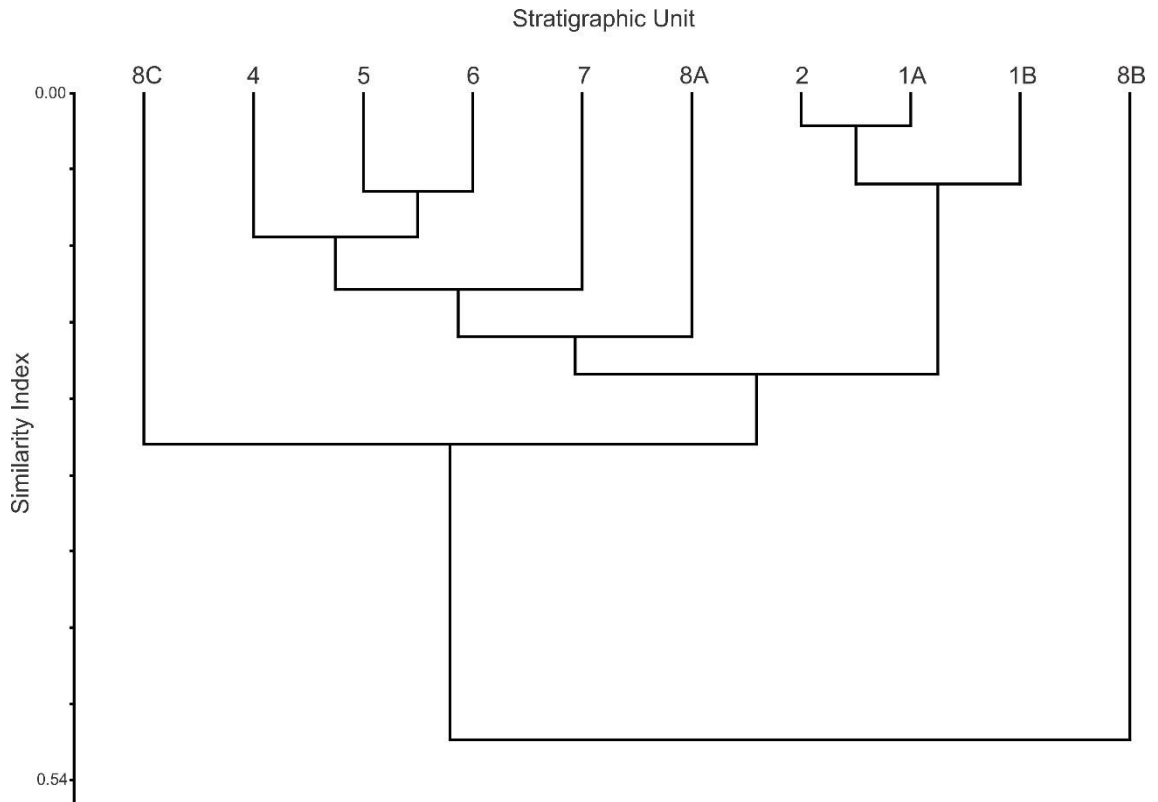 Stratigraphic Unit
8C 4 5 6 7 8A 2 1A 1B 8B
0.00
Similarity Index
0.54